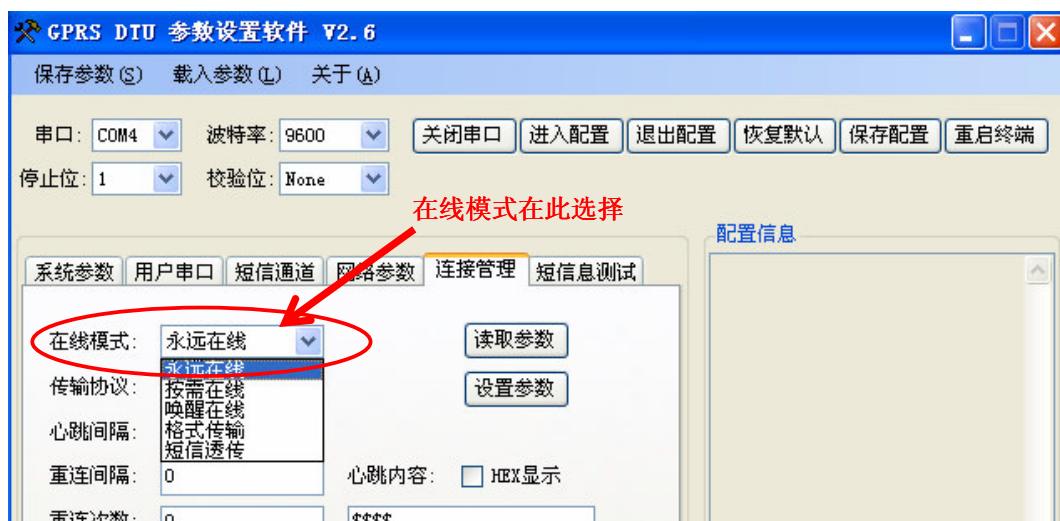 GPRS DTU 参数设置软件 V2.6
保存参数(S) 载入参数(L) 关于(A)
串口: COM4 波特率: 9600 关闭串口 进入配置 退出配置 恢复默认 保存配置 重启终端
停止位: 1 校验位: None
在线模式在此选择
配置信息
系统参数 用户串口 短信通道 网络参数 连接管理 短信息测试
在线模式: 永远在线 读取参数
永远在线
传输协议: 按需在线 设置参数
唤醒在线
心跳间隔: 格式传输
短信透传
重连间隔: 0 心跳内容: HEX显示
重连次数: 0 $$$$